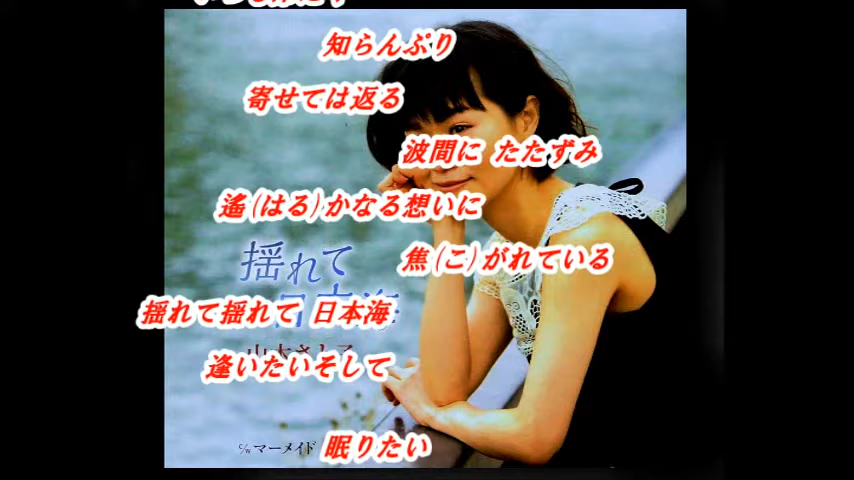 知らんぷり
寄せては返る
波間に たたずみ
遙(はる)かなる想いに
揺れて
焦(こ)がれている
揺れて揺れて 日本海
逢いたいそして
c/w マーメイド
眠りたい